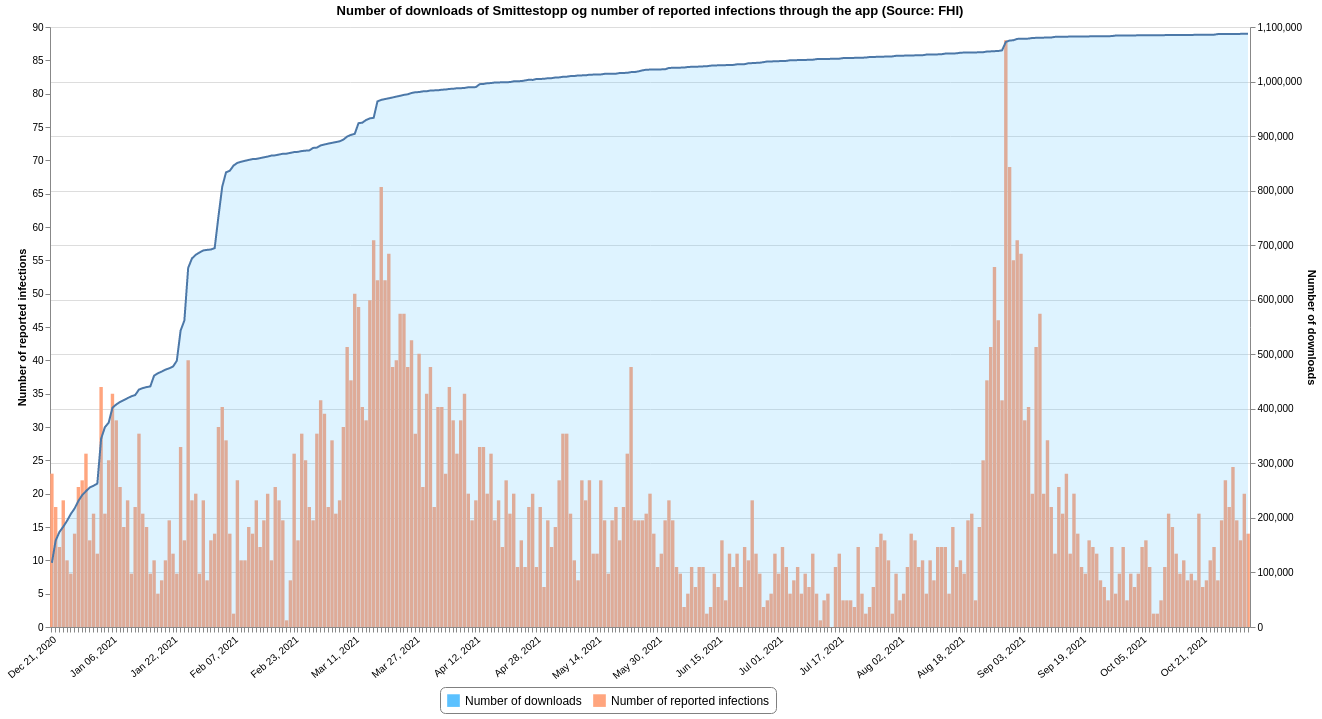 Number of downloads of Smittestopp og number of reported infections through the app (Source: FHI)
Number of reported infections
90
85
80
75
70
65
60
55
50
45
40
35
30
25
20
15
10
5
0
1,100,000
1,000,000
900,000
800,000
700,000
600,000
500,000
400,000
300,000
200,000
100,000
0
Number of downloads
Dec 21, 2020
Jan 06, 2021
Jan 22, 2021
Feb 07, 2021
Feb 23, 2021
Mar 11, 2021
Mar 27, 2021
Apr 12, 2021
Apr 28, 2021
May 14, 2021
May 30, 2021
Jun 15, 2021
Jul 01, 2021
Jul 17, 2021
Aug 02, 2021
Aug 18, 2021
Sep 03, 2021
Sep 19, 2021
Oct 05, 2021
Oct 21, 2021
Number of downloads
Number of reported infections